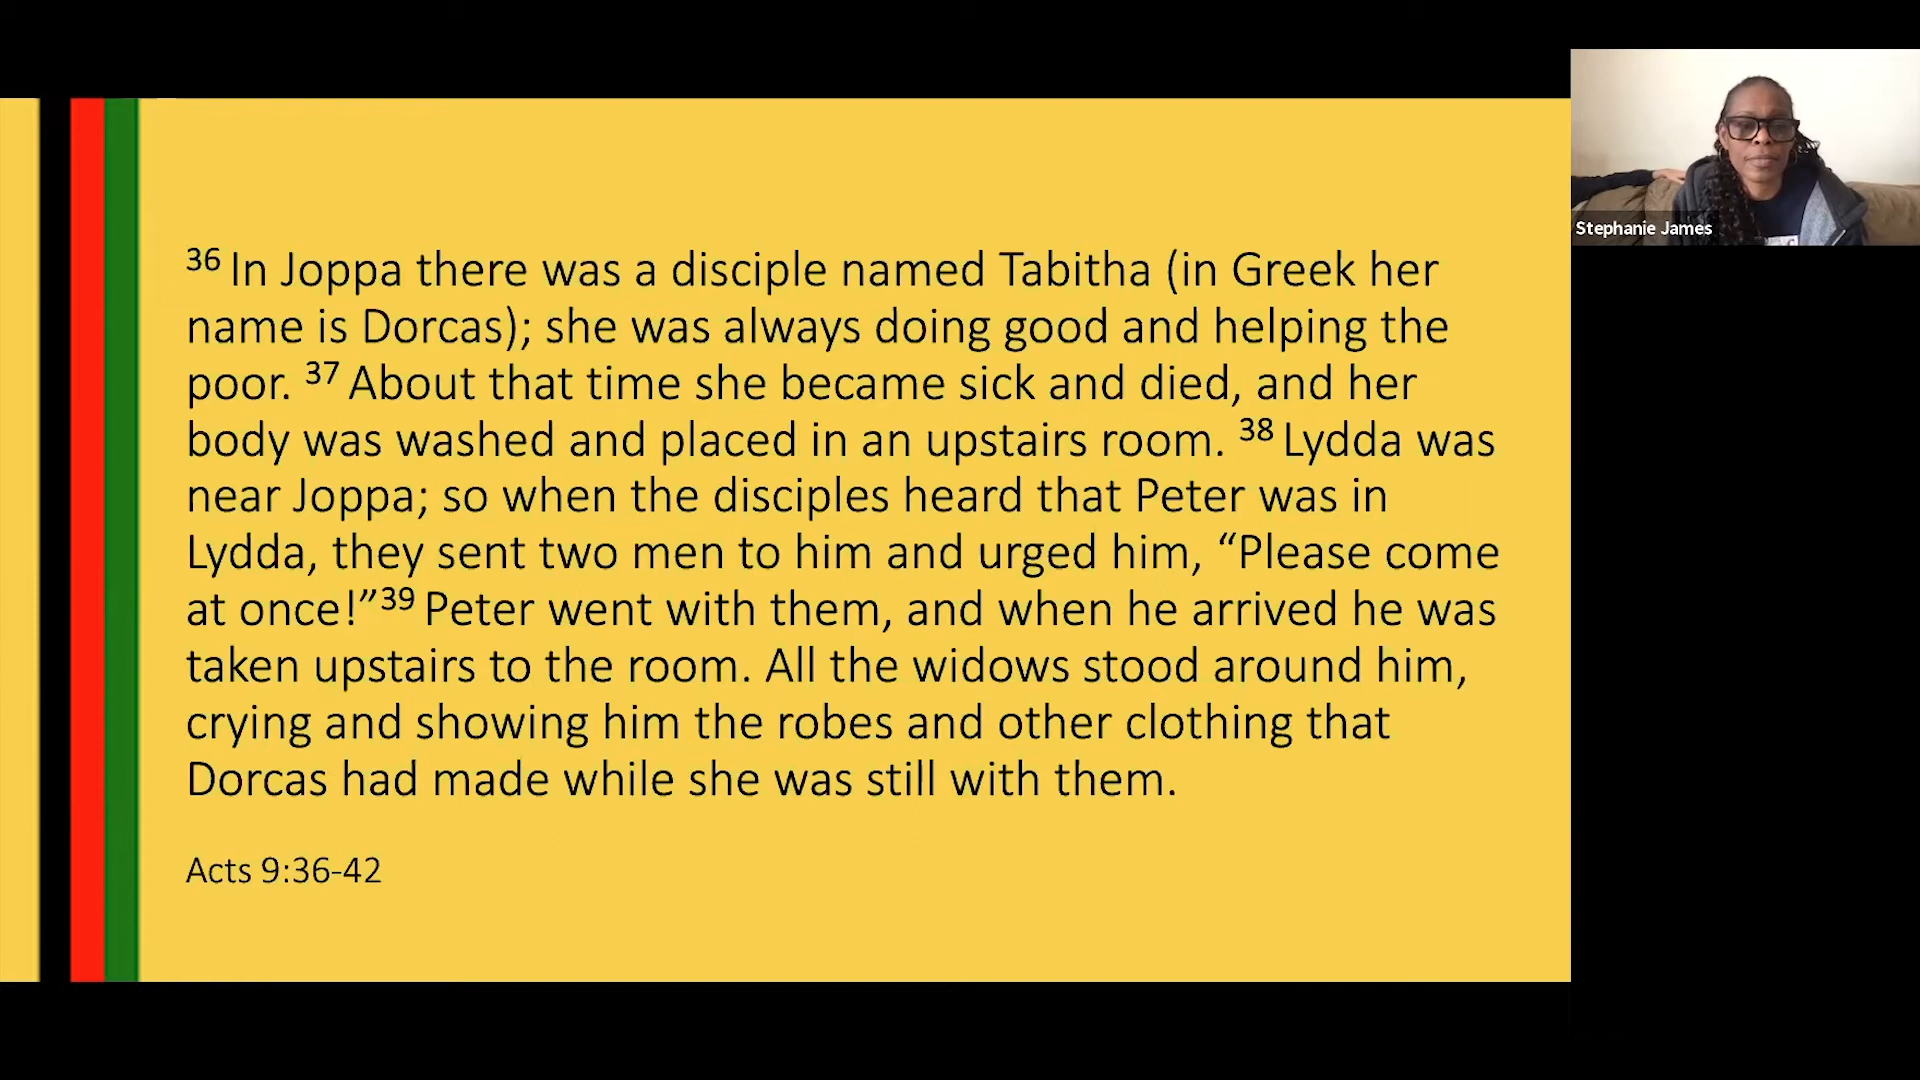 ³⁶ In Joppa there was a disciple named Tabitha (in Greek her
name is Dorcas); she was always doing good and helping the
poor. ³⁷ About that time she became sick and died, and her
body was washed and placed in an upstairs room. ³⁸ Lydda was
near Joppa; so when the disciples heard that Peter was in
Lydda, they sent two men to him and urged him, “Please come
at once!”³⁹ Peter went with them, and when he arrived he was
taken upstairs to the room. All the widows stood around him,
crying and showing him the robes and other clothing that
Dorcas had made while she was still with them.
Acts 9:36-42
Stephanie James